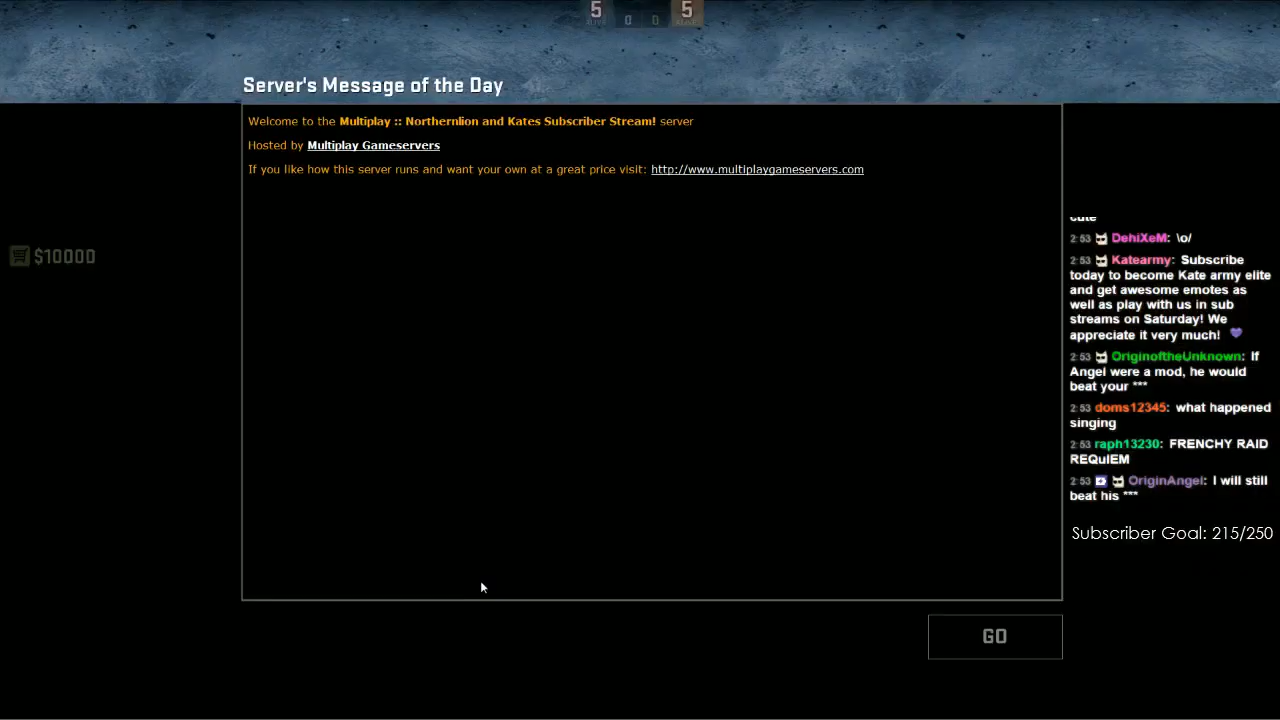 5 0 0 5
Server's Message of the Day
Welcome to the Multiplay :: Northernlion and Kates Subscriber Stream! server
Hosted by Multiplay Gameservers
If you like how this server runs and want your own at a great price visit: http://www.multiplaygameservers.com
$10000
cute
2:53 DehiXeM: \o/
2:53 Katearmy: Subscribe
today to become Kate army elite
and get awesome emotes as
well as play with us in sub
streams on Saturday! We
appreciate it very much!
2:53 OriginoftheUnknown: If
Angel were a mod, he would
beat your ***
2:53 doms12345: what happened
singing
2:53 raph13230: FRENCHY RAID
REQuIEM
2:53 OriginAngel: I will still
beat his ***
Subscriber Goal: 215/250
GO